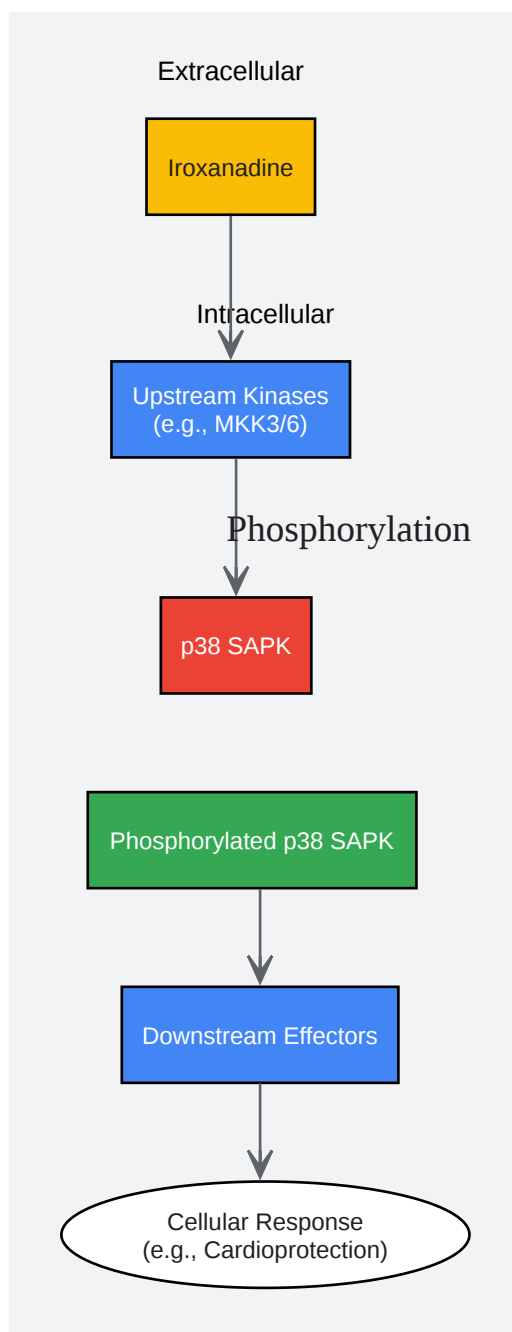 Extracellular
Iroxanadine
Intracellular
Upstream Kinases
(e.g., MKK3/6)
Phosphorylation
p38 SAPK
Phosphorylated p38 SAPK
Downstream Effectors
Cellular Response
(e.g., Cardioprotection)